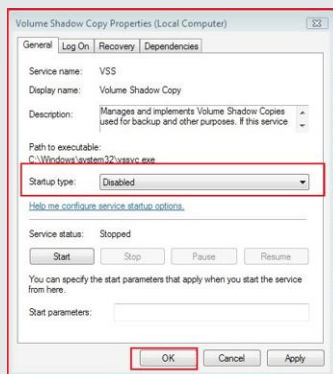 Volume Shadow Copy Properties (Local Computer)
General Log On Recovery Dependencies
Service name: VSS
Display name: Volume Shadow Copy
Description: Manages and implements Volume Shadow Copies
used for backup and other purposes. If this service
Path to executable:
C:\Windows\system32\vssvc.exe
Startup type: Disabled
Help me configure service startup options.
Service status: Stopped
Start Stop Pause Resume
You can specify the start parameters that apply when you start the service
from here.
Start parameters:
OK Cancel Apply